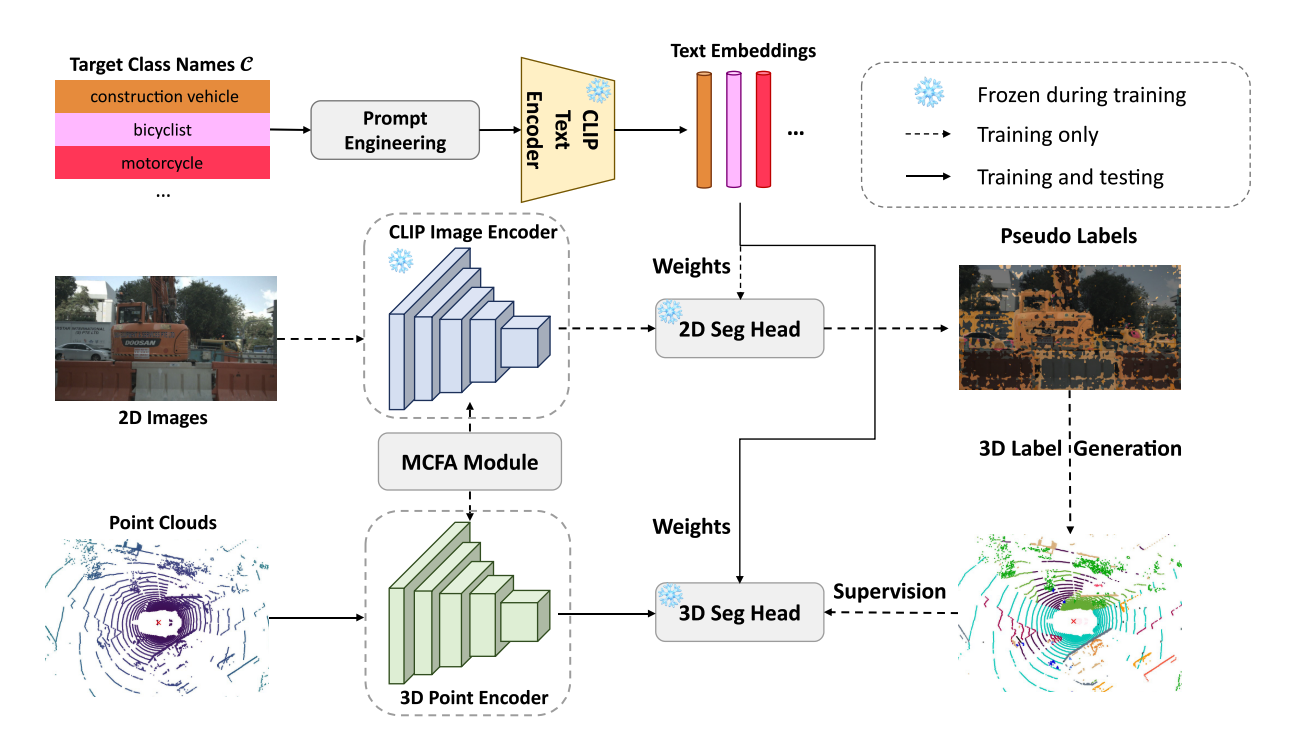 Target Class Names 𝒞
construction vehicle
bicyclist
motorcycle
...
Prompt
Engineering
CLIP
Text
Encoder
Text Embeddings
...
Frozen during training
Training only
Training and testing
CLIP Image Encoder
Weights
2D Seg Head
Pseudo Labels
DOOSAN
2D Images
MCFA Module
3D Label Generation
Point Clouds
Weights
3D Seg Head
Supervision
3D Point Encoder